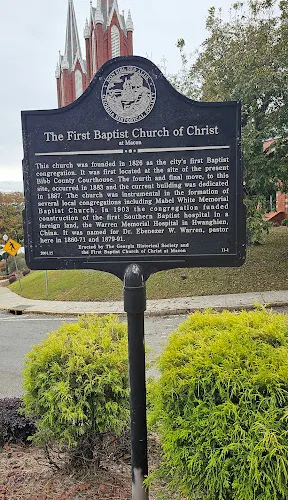 The First Baptist Church of Christ
at Macon
This church was founded in 1826 as the city's first Baptist
congregation. It was first located at the site of the present
Bibb County Courthouse. The fourth and final move, to this
site, occurred in 1883 and the current building was dedicated
in 1887. The church was instrumental in the formation of
several local congregations including Mabel White Memorial
Baptist Church. In 1903 the congregation funded
construction of the first Southern Baptist hospital in a
foreign land, the Warren Memorial Hospital in Hwanghien,
China. It was named for Dr. Ebenezer W. Warren, pastor
here in 1860-71 and 1879-91.
Erected by The Georgia Historical Society and
the First Baptist Church of Christ at Macon